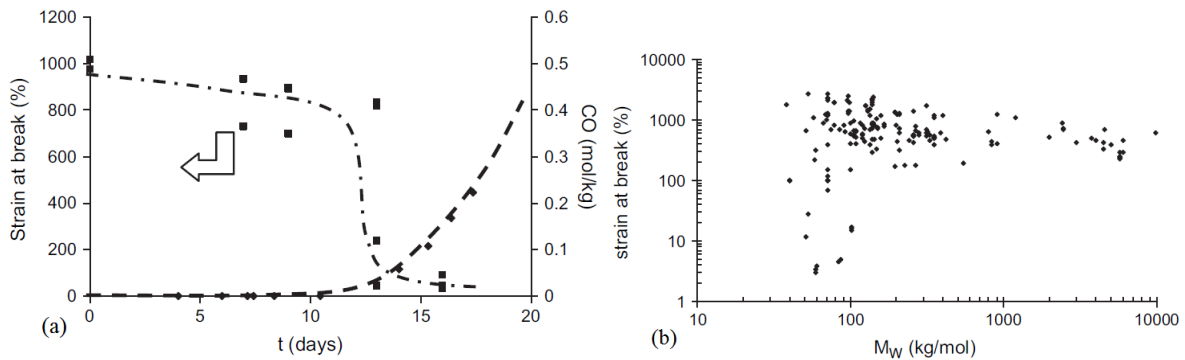 1200
1000
800
600
400
200
0
Strain at break (%)
0.6
0.5
0.4
0.3
0.2
0.1
0
CO (mol/kg)
0 5 10 15 20
t (days)
(a)
10000
1000
100
10
1
strain at break (%)
10 100 1000 10000
M_W (kg/mol)
(b)